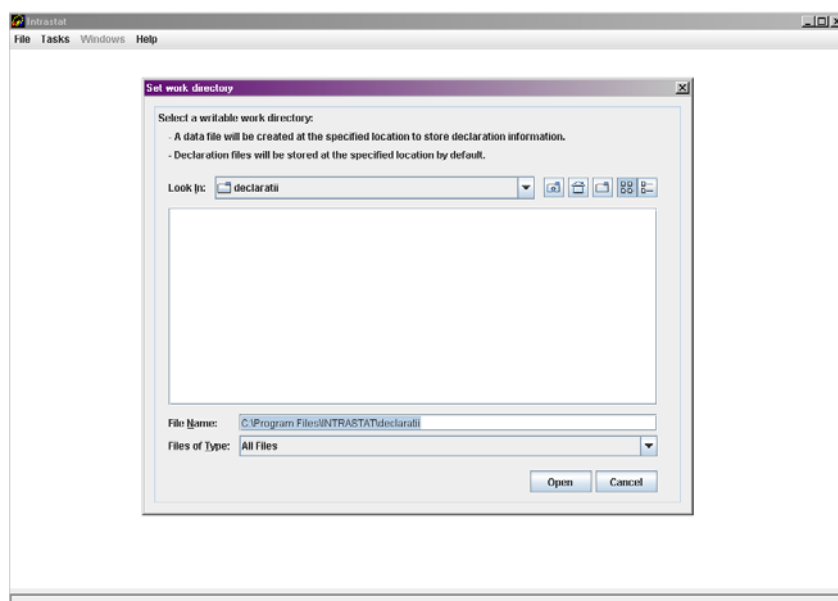 Intrastat
File Tasks Windows Help
Set work directory
Select a writable work directory:
- A data file will be created at the specified location to store declaration information.
- Declaration files will be stored at the specified location by default.
Look In: declaratii
File Name: C:\Program Files\INTRASTAT\declaratii
Files of Type: All Files
Open Cancel